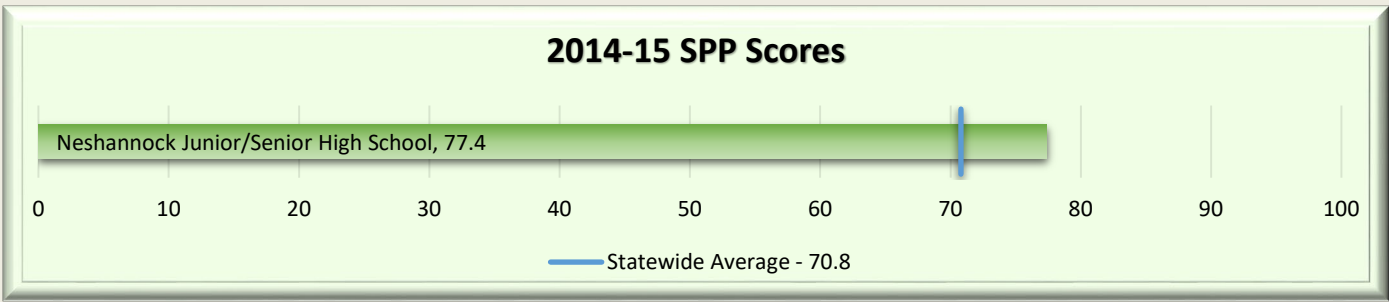 2014-15 SPP Scores
Neshannock Junior/Senior High School, 77.4
0 10 20 30 40 50 60 70 80 90 100
Statewide Average - 70.8